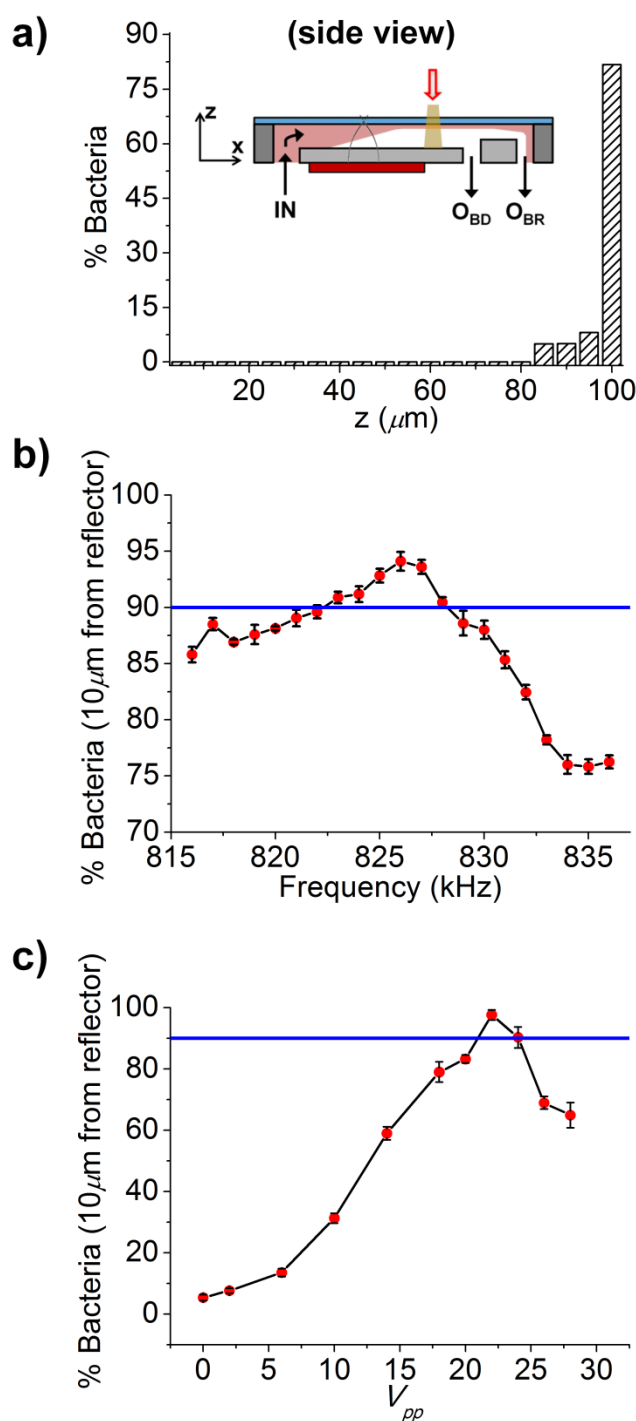 a)
(side view)
% Bacteria
90
75
60
45
30
15
0
z
x
IN
O_BD
O_BR
20 40 60 80 100
z (μm)
b)
% Bacteria (10μm from reflector)
100
95
90
85
80
75
70
815 820 825 830 835
Frequency (kHz)
c)
% Bacteria (10μm from reflector)
100
80
60
40
20
0
0 5 10 15 20 25 30
V_pp